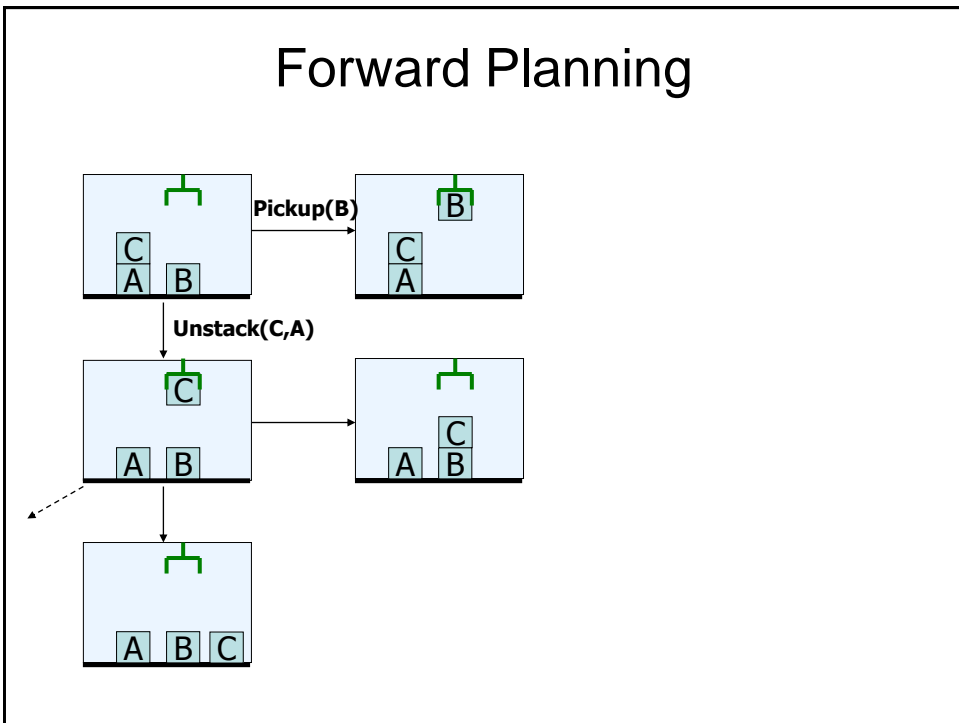 Forward Planning
Pickup(B)
B
C
C
A B
A
Unstack(C,A)
C
C
A B
A B
A B C